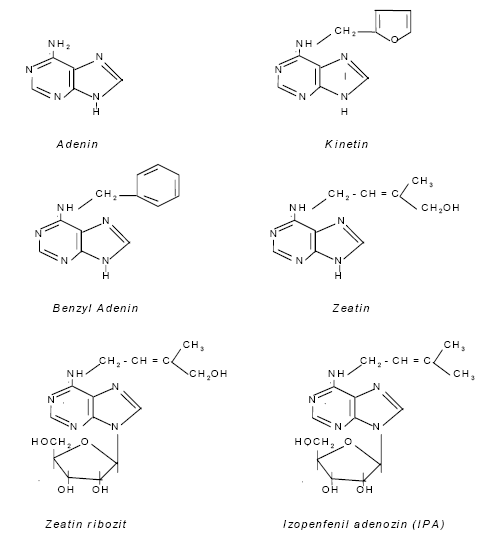 NH2
N
N
N
N
H
Adenin
CH2
O
NH
N
N
N
N
H
Kinetin
CH2
NH
N
N
N
N
H
Benzyl Adenin
CH3
CH2 - CH = C
CH2OH
NH
N
N
N
N
H
Zeatin
CH3
CH2 - CH = C
CH2OH
NH
N
N
N
N
HOCH2
O
OH OH
Zeatin ribozit
CH3
CH2 - CH = C
CH3
NH
N
N
N
N
HOCH2
O
OH OH
Izopenfenil adenozin (IPA)